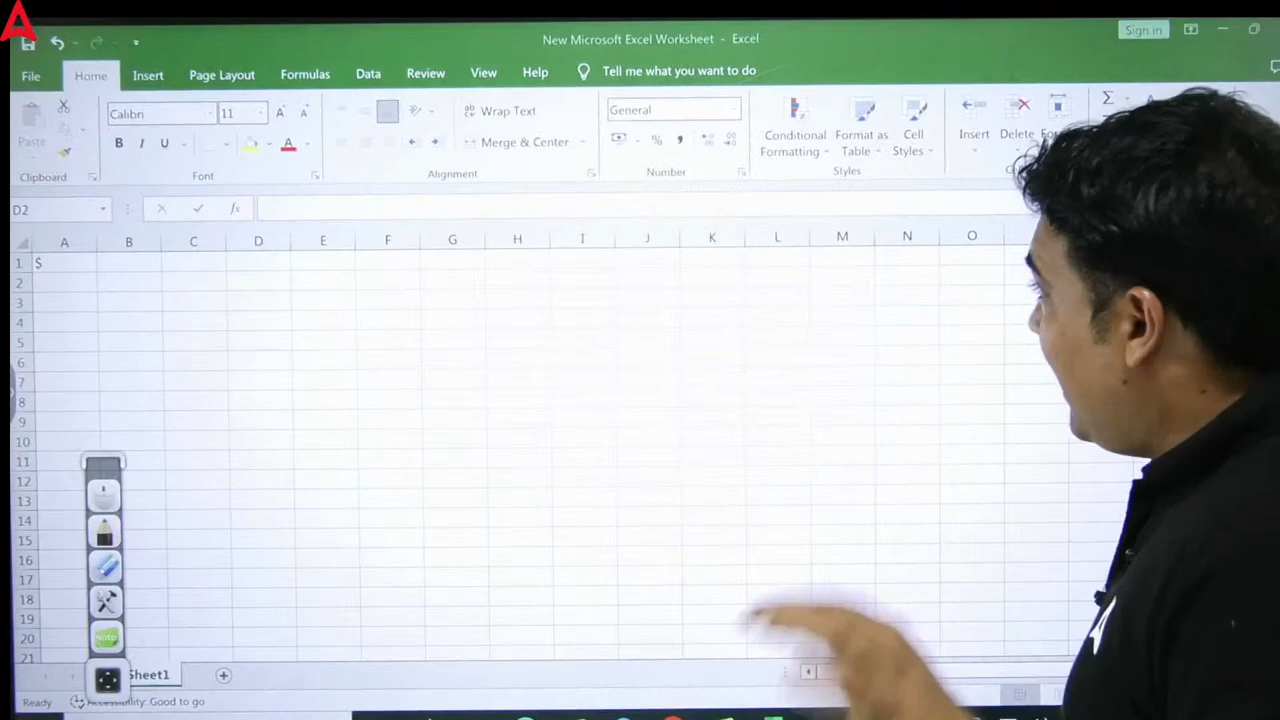 New Microsoft Excel Worksheet - Excel
Sign in
File Home Insert Page Layout Formulas Data Review View Help Tell me what you want to do
Calibri 11
Wrap Text
General
Paste
B I U
Merge & Center
%
Conditional Formatting
Format as Table
Cell Styles
Insert Delete
Clipboard Font Alignment Number Styles
D2
fx
A B C D E F G H I J K L M N O
1 $
2
3
4
5
6
7
8
9
10
11
12
13
14
15
16
17
18
19
20
21
Note
Sheet1
Ready Accessibility: Good to go